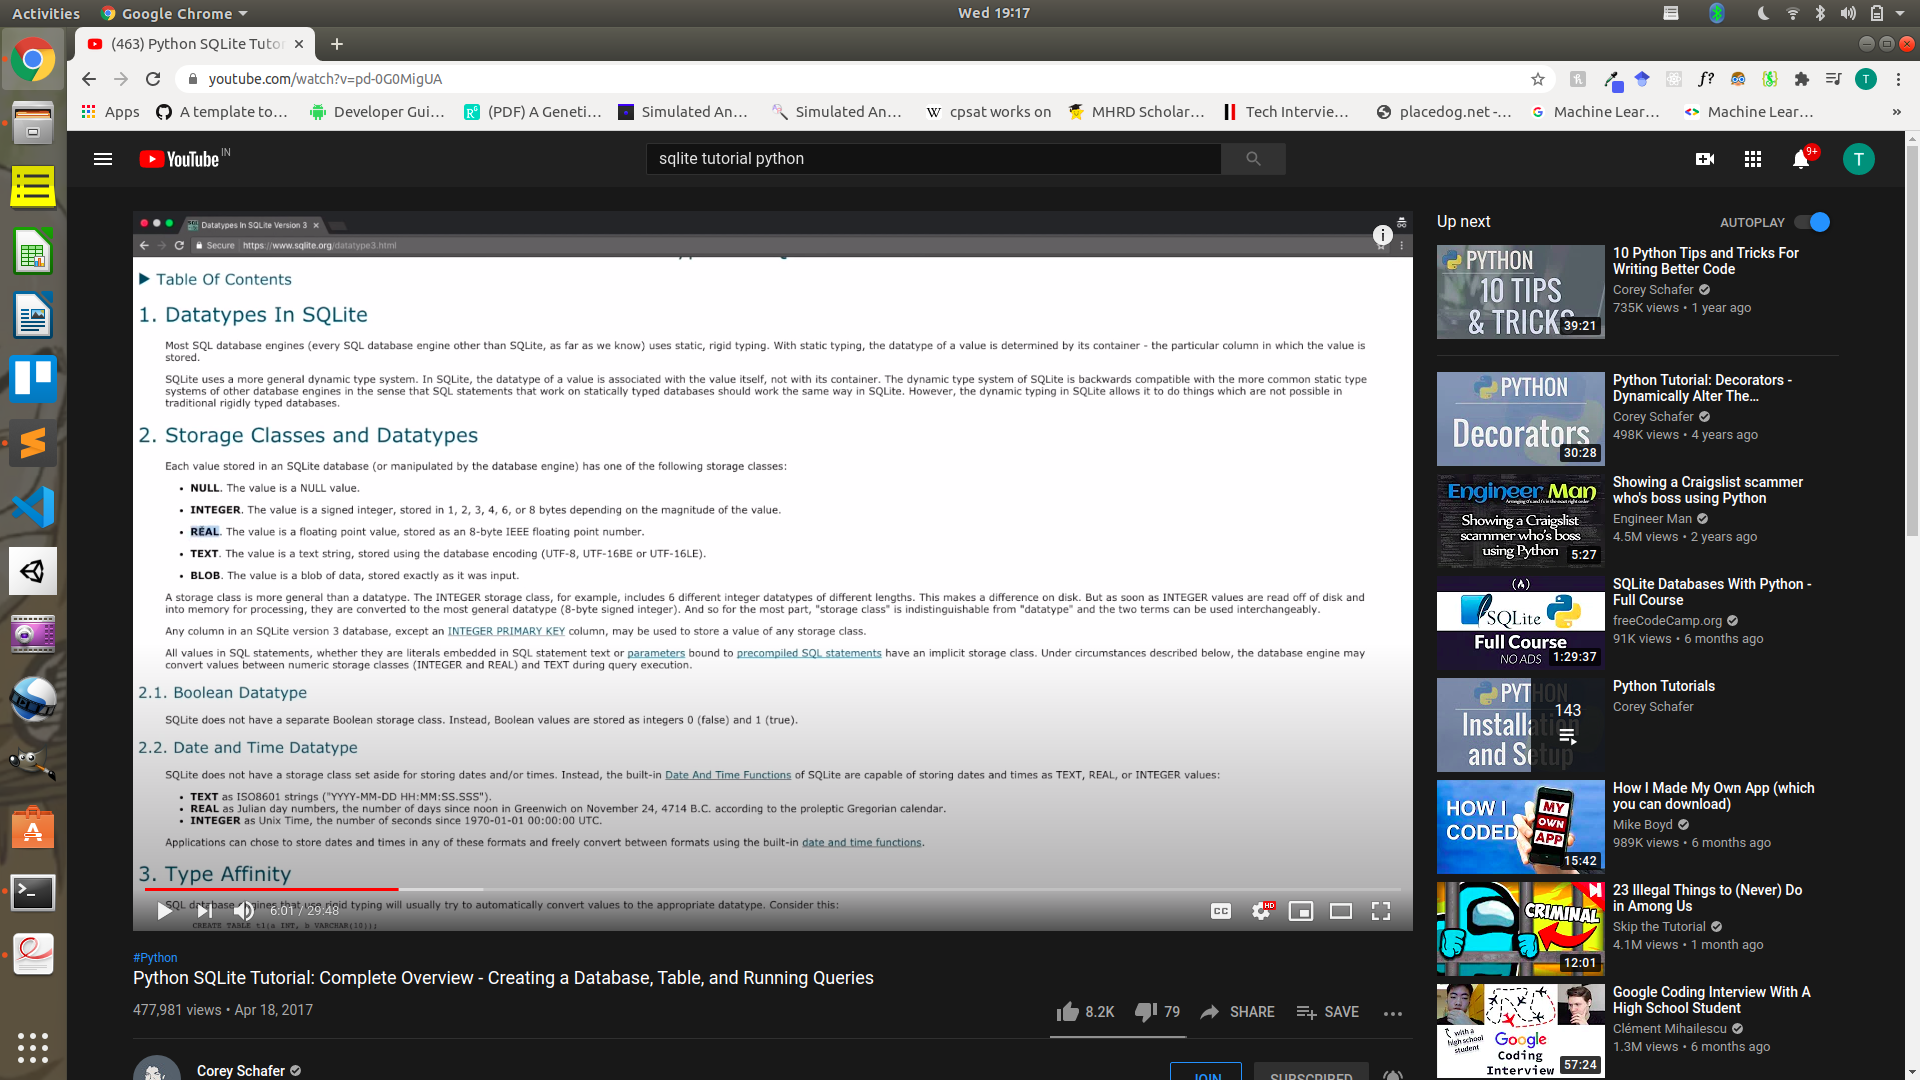 Activities
Google Chrome
Wed 19:17
(463) Python SQLite Tutor
youtube.com/watch?v=pd-0G0MigUA
f?
T
Apps
A template to...
Developer Gui...
(PDF) A Geneti...
Simulated An...
Simulated An...
cpsat works on
MHRD Scholar...
Tech Intervie...
placedog.net -...
Machine Lear...
Machine Lear...
»
YouTube IN
sqlite tutorial python
9+
T
Datatypes In SQLite Version 3
Secure https://www.sqlite.org/datatype3.html
Table Of Contents
1. Datatypes In SQLite
Most SQL database engines (every SQL database engine other than SQLite, as far as we know) uses static, rigid typing. With static typing, the datatype of a value is determined by its container - the particular column in which the value is
stored.
SQLite uses a more general dynamic type system. In SQLite, the datatype of a value is associated with the value itself, not with its container. The dynamic type system of SQLite is backwards compatible with the more common static type
systems of other database engines in the sense that SQL statements that work on statically typed databases should work the same way in SQLite. However, the dynamic typing in SQLite allows it to do things which are not possible in
traditional rigidly typed databases.
2. Storage Classes and Datatypes
Each value stored in an SQLite database (or manipulated by the database engine) has one of the following storage classes:
• NULL. The value is a NULL value.
• INTEGER. The value is a signed integer, stored in 1, 2, 3, 4, 6, or 8 bytes depending on the magnitude of the value.
• REAL. The value is a floating point value, stored as an 8-byte IEEE floating point number.
• TEXT. The value is a text string, stored using the database encoding (UTF-8, UTF-16BE or UTF-16LE).
• BLOB. The value is a blob of data, stored exactly as it was input.
A storage class is more general than a datatype. The INTEGER storage class, for example, includes 6 different integer datatypes of different lengths. This makes a difference on disk. But as soon as INTEGER values are read off of disk and
into memory for processing, they are converted to the most general datatype (8-byte signed integer). And so for the most part, "storage class" is indistinguishable from "datatype" and the two terms can be used interchangeably.
Any column in an SQLite version 3 database, except an INTEGER PRIMARY KEY column, may be used to store a value of any storage class.
All values in SQL statements, whether they are literals embedded in SQL statement text or parameters bound to precompiled SQL statements have an implicit storage class. Under circumstances described below, the database engine may
convert values between numeric storage classes (INTEGER and REAL) and TEXT during query execution.
2.1. Boolean Datatype
SQLite does not have a separate Boolean storage class. Instead, Boolean values are stored as integers 0 (false) and 1 (true).
2.2. Date and Time Datatype
SQLite does not have a storage class set aside for storing dates and/or times. Instead, the built-in Date And Time Functions of SQLite are capable of storing dates and times as TEXT, REAL, or INTEGER values:
• TEXT as ISO8601 strings ("YYYY-MM-DD HH:MM:SS.SSS").
• REAL as Julian day numbers, the number of days since noon in Greenwich on November 24, 4714 B.C. according to the proleptic Gregorian calendar.
• INTEGER as Unix Time, the number of seconds since 1970-01-01 00:00:00 UTC.
Applications can chose to store dates and times in any of these formats and freely convert between formats using the built-in date and time functions.
3. Type Affinity
SQL database engines that use rigid typing will usually try to automatically convert values to the appropriate datatype. Consider this:
CREATE TABLE t1(a INT, b VARCHAR(10));
6:01 / 29:48
CC
HD
#Python
Python SQLite Tutorial: Complete Overview - Creating a Database, Table, and Running Queries
477,981 views • Apr 18, 2017
8.2K
79
SHARE
SAVE
Corey Schafer
JOIN
SUBSCRIBED
Up next
AUTOPLAY
PYTHON
10 TIPS
& TRICKS
39:21
10 Python Tips and Tricks For
Writing Better Code
Corey Schafer
735K views • 1 year ago
PYTHON
Decorators
30:28
Python Tutorial: Decorators -
Dynamically Alter The...
Corey Schafer
498K views • 4 years ago
Engineer Man
Showing a Craigslist
scammer who's boss
using Python
5:27
Showing a Craigslist scammer
who's boss using Python
Engineer Man
4.5M views • 2 years ago
SQLite
Full Course
NO ADS
1:29:37
SQLite Databases With Python -
Full Course
freeCodeCamp.org
91K views • 6 months ago
PYTHON
Installation
and Setup
143
Python Tutorials
Corey Schafer
HOW I
CODED
MY
OWN
APP
15:42
How I Made My Own App (which
you can download)
Mike Boyd
989K views • 6 months ago
CRIMINAL
12:01
23 Illegal Things to (Never) Do
in Among Us
Skip the Tutorial
4.1M views • 1 month ago
with a
high school
student
Google
Coding
Interview
57:24
Google Coding Interview With A
High School Student
Clément Mihailescu
1.3M views • 6 months ago